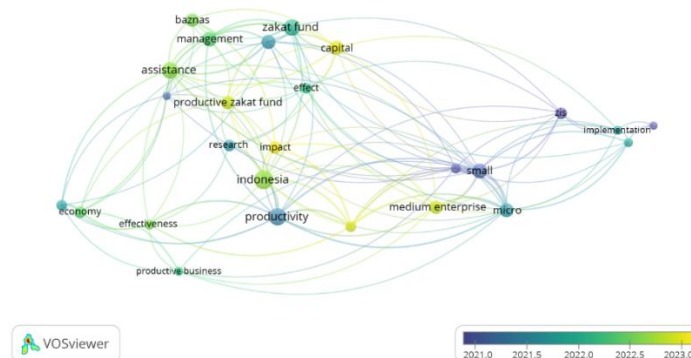 baznas
zakat fund
management
capital
assistance
effect
productive zakat fund
zis
implementation
research
impact
small
indonesia
medium enterprise
micro
economy
productivity
effectiveness
productive business
VOSviewer
2021.0 2021.5 2022.0 2022.5 2023.0